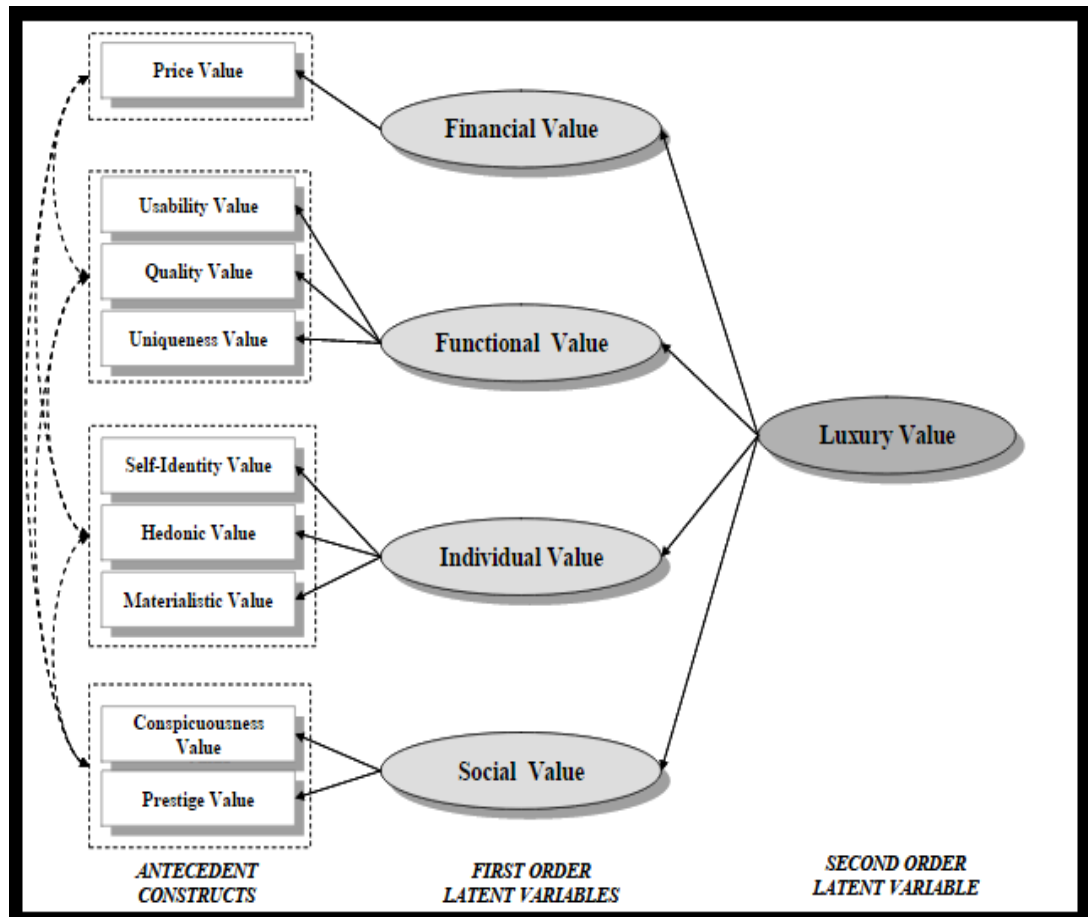 Price Value
Financial Value
Usability Value
Quality Value
Uniqueness Value
Functional Value
Luxury Value
Self-Identity Value
Hedonic Value
Materialistic Value
Individual Value
Conspicuousness
Value
Prestige Value
Social Value
ANTECEDENT
CONSTRUCTS
FIRST ORDER
LATENT VARIABLES
SECOND ORDER
LATENT VARIABLE